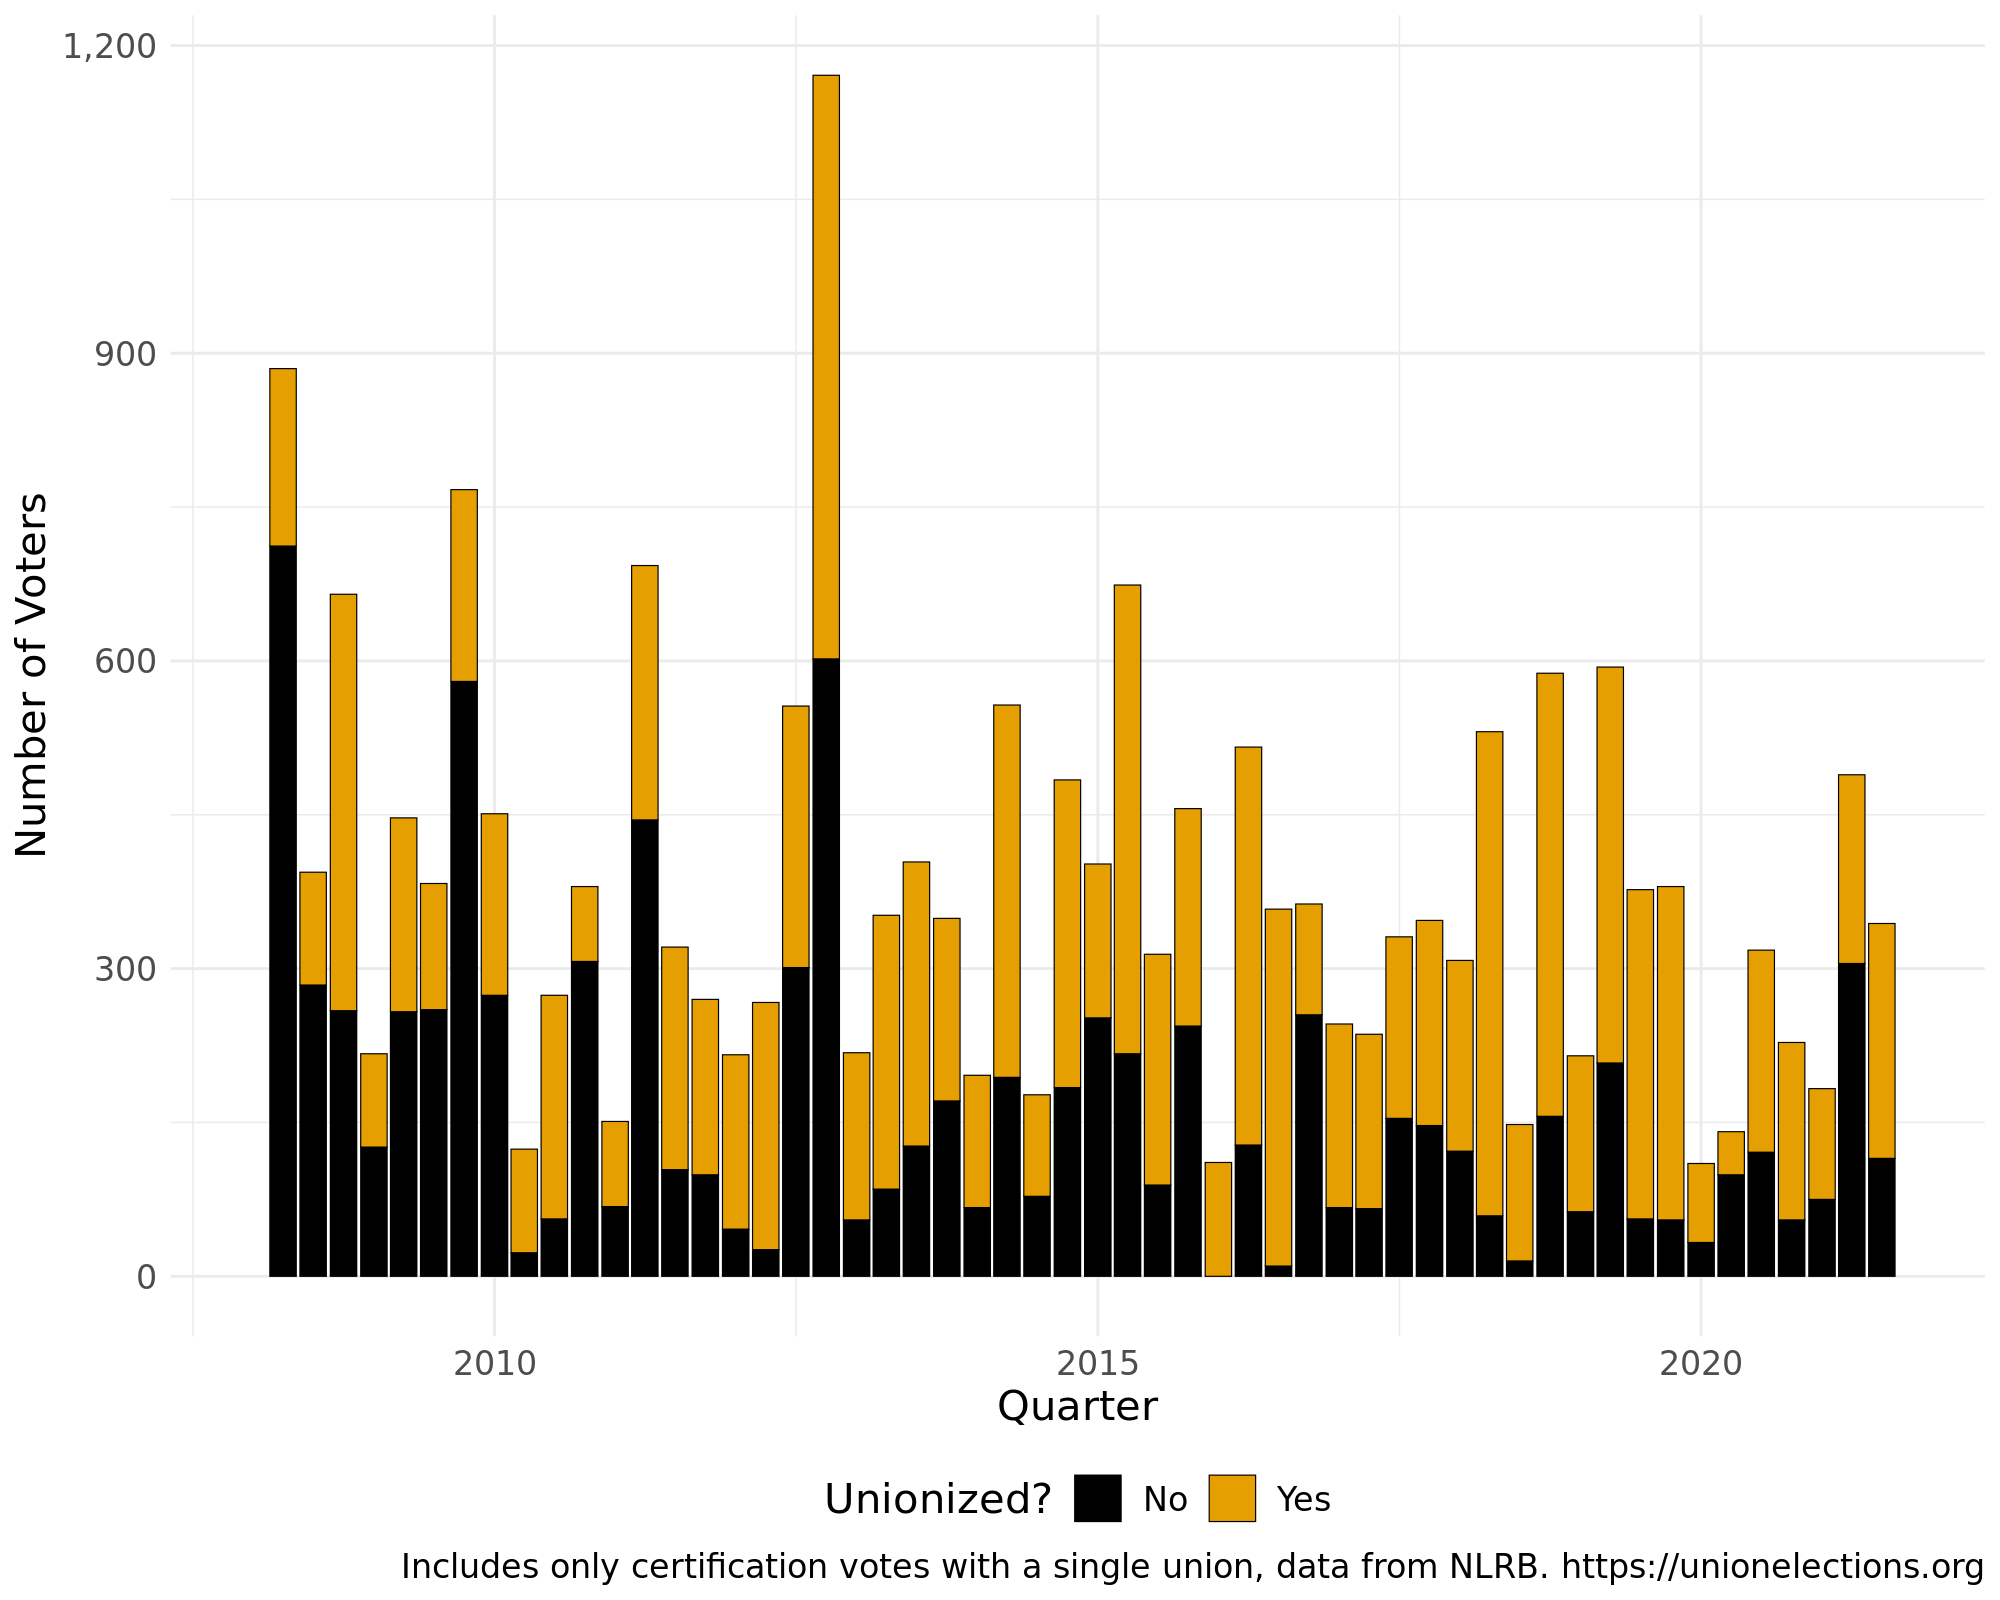 1,200
900
600
300
0
Number of Voters
2010 2015 2020
Quarter
Unionized? No Yes
Includes only certification votes with a single union, data from NLRB. https://unionelections.org